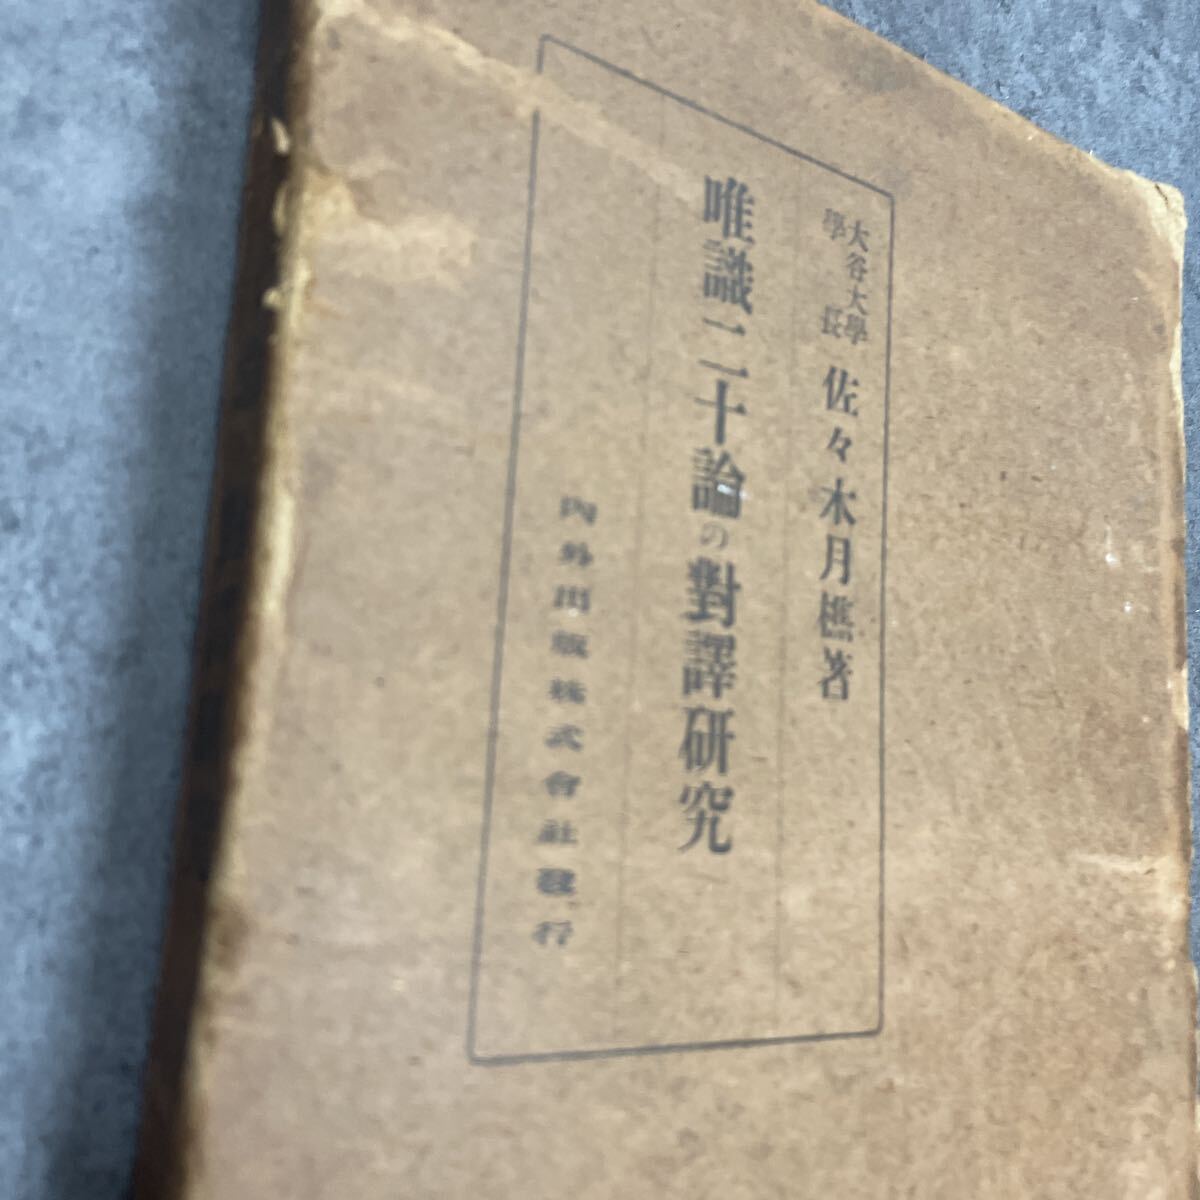 大谷大學
學長
佐々木月樵著
唯識二十論の對譯研究
內外出版株式會社發行